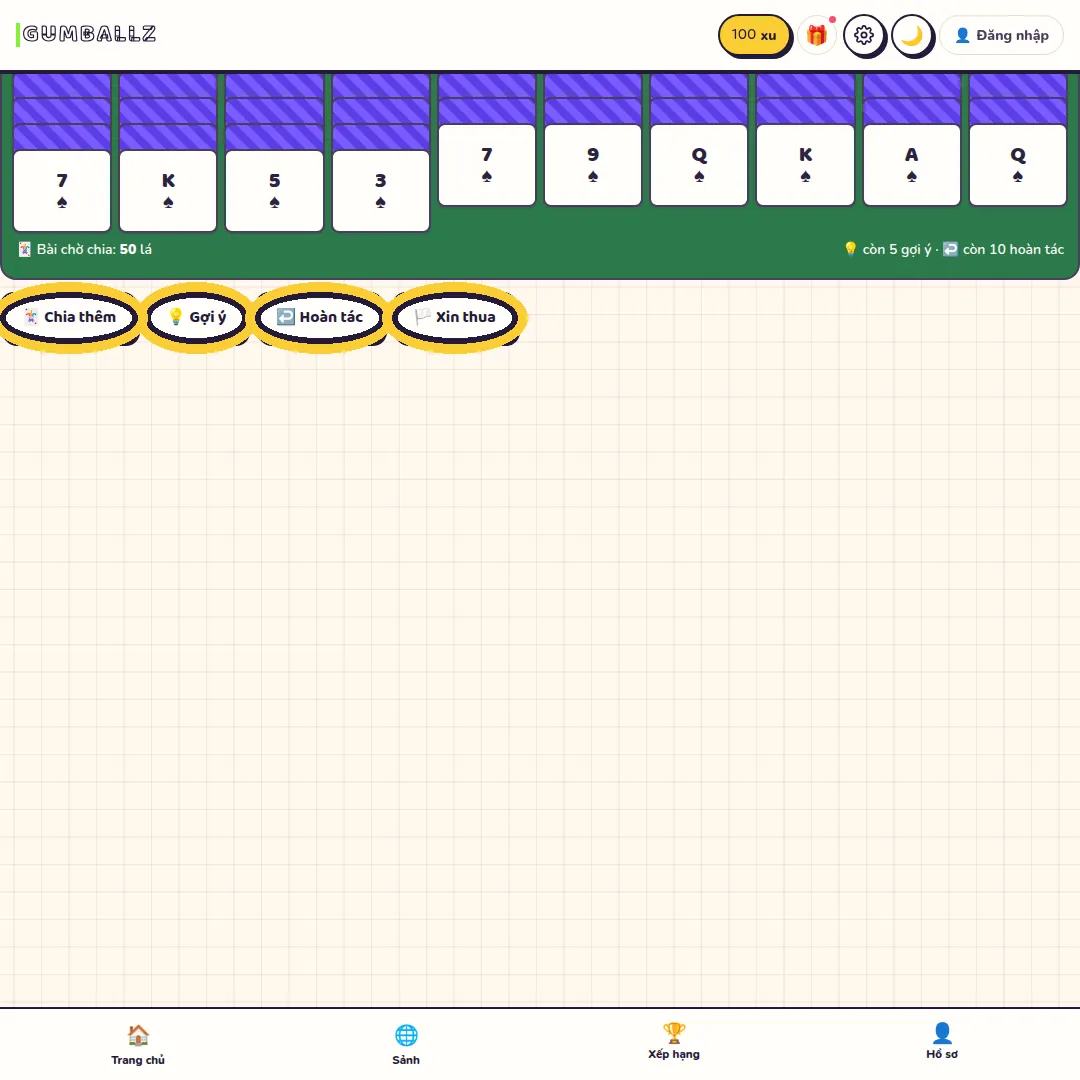 GUMBALLZ
100 xu
👤 Đăng nhập
7 K 5 3 7 9 Q K A Q
♠ ♠ ♠ ♠ ♠ ♠ ♠ ♠ ♠ ♠
🃏 Bài chờ chia: 50 lá
💡 còn 5 gợi ý · ↩️ còn 10 hoàn tác
🃏 Chia thêm
💡 Gợi ý
↩️ Hoàn tác
🏳️ Xin thua
Trang chủ
Sảnh
Xếp hạng
Hồ sơ